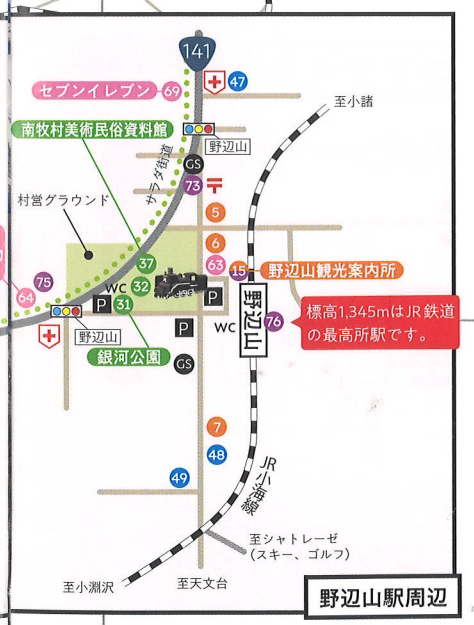 141
セブンイレブン 69
47
至小諸
南牧村美術民俗資料館
野辺山
サラダ街道
GS
73
村営グラウンド
5
6
37
63
75
15 野辺山観光案内所
64
WC
32
P
31
P
野辺山
76
標高1,345mはJR鉄道
の最高所駅です。
野辺山
P
WC
銀河公園
GS
7
48
49
JR小海線
至シャトレーゼ
(スキー、ゴルフ)
至小淵沢
至天文台
野辺山駅周辺